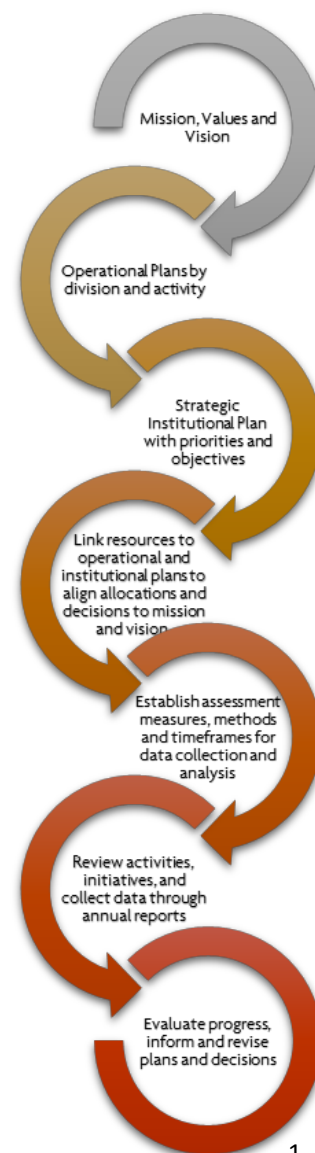 Mission, Values and
Vision
Operational Plans by
division and activity
Strategic
Institutional Plan
with priorities and
objectives
Link resources to
operational and
institutional plans to
align allocations and
decisions to mission
and vision
Establish assessment
measures, methods
and timeframes for
data collection and
analysis
Review activities,
initiatives, and
collect data through
annual reports
Evaluate progress,
inform and revise
plans and decisions
1